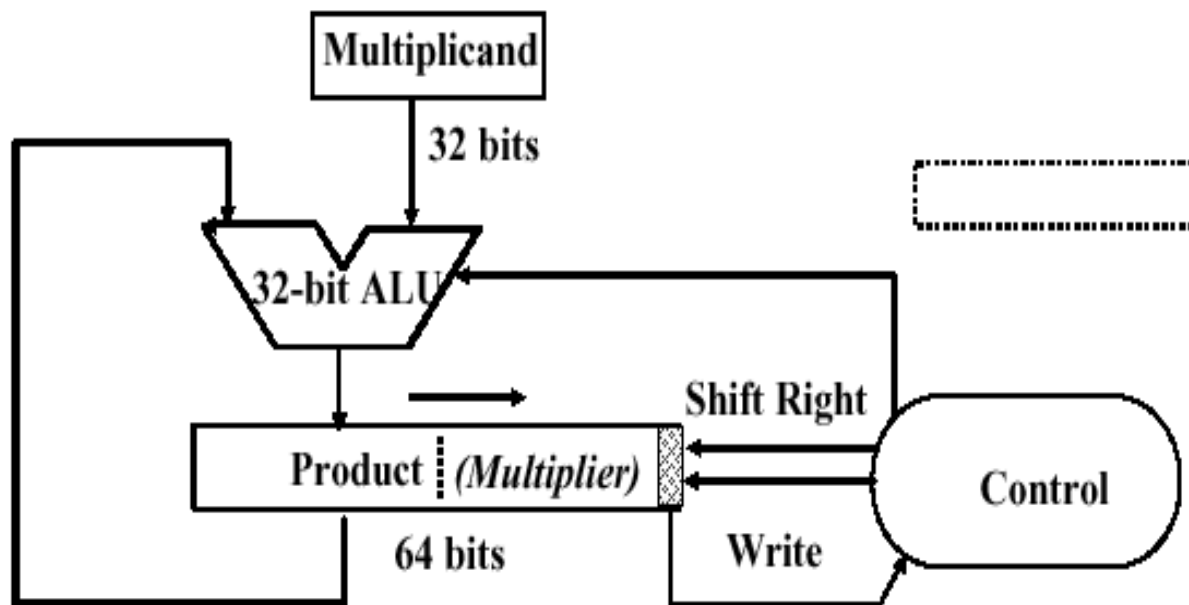 Multiplicand
32 bits
32-bit ALU
Shift Right
Product (Multiplier)
Control
64 bits
Write